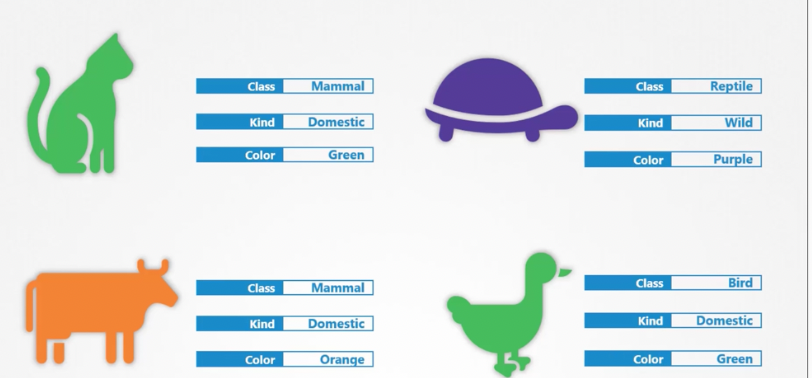 Class Mammal
Kind Domestic
Color Green
Class Reptile
Kind Wild
Color Purple
Class Mammal
Kind Domestic
Color Orange
Class Bird
Kind Domestic
Color Green